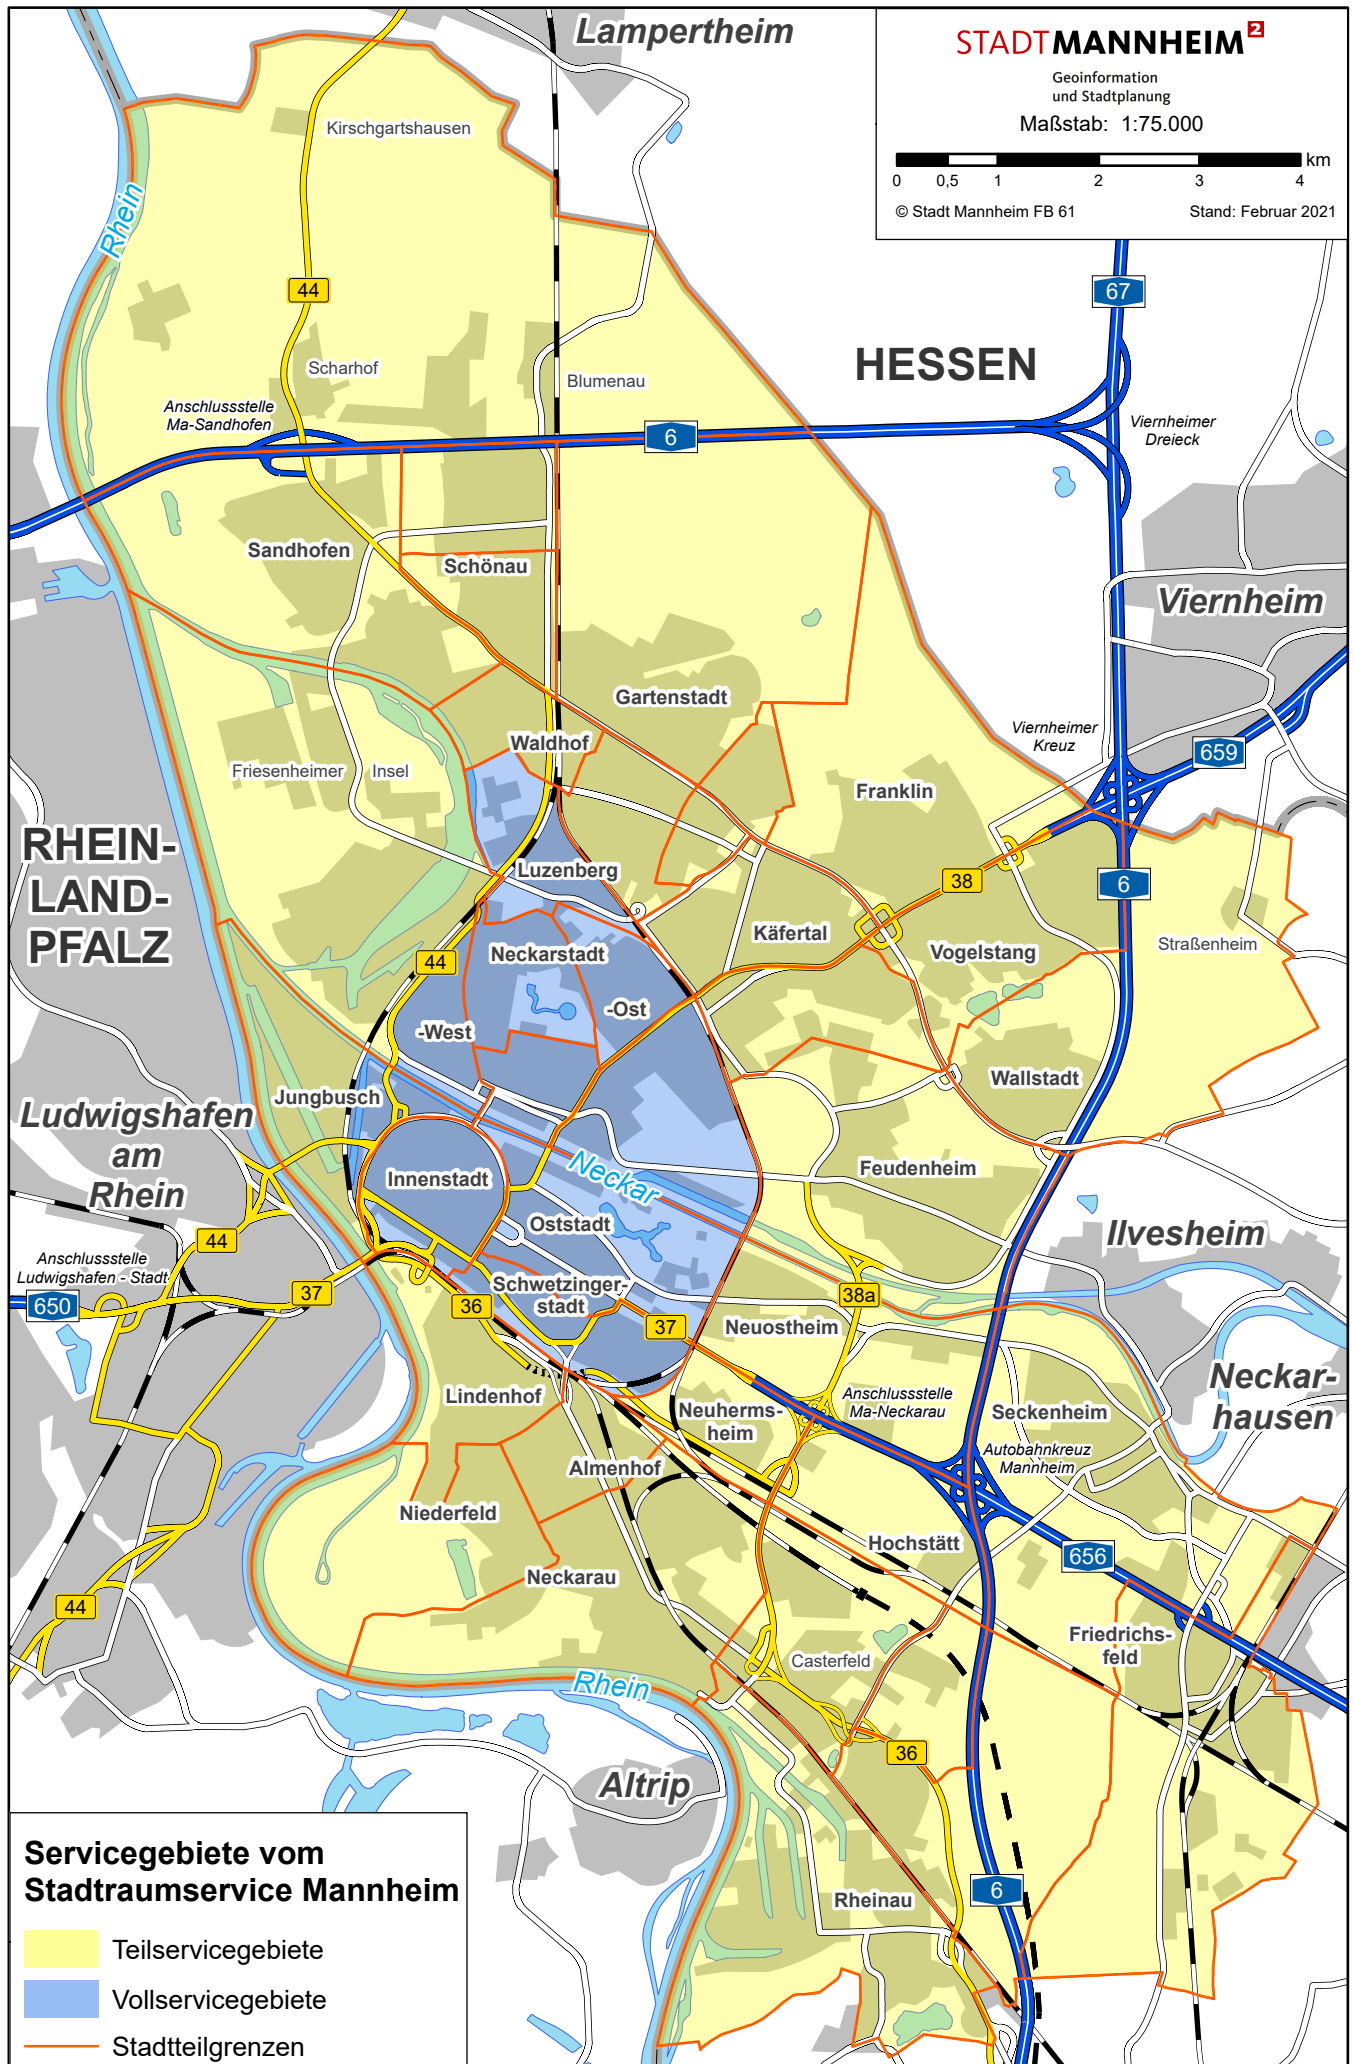 Lampertheim
STADTMANNHEIM²
Geoinformation
und Stadtplanung
Maßstab: 1:75.000
km
0 0,5 1 2 3 4
© Stadt Mannheim FB 61 Stand: Februar 2021
Kirschgartshausen
Rhein
44
67
HESSEN
Scharhof
Blumenau
Anschlussstelle
Ma-Sandhofen
6
Viernheimer
Dreieck
Sandhofen
Schönau
Viernheim
Gartenstadt
Waldhof
Viernheimer
Kreuz
659
Friesenheimer Insel
Franklin
RHEIN-
LAND-
PFALZ
Luzenberg
38
6
Käfertal
Vogelstang
Straßenheim
Neckarstadt
44
-Ost
-West
Wallstadt
Jungbusch
Ludwigshafen
am
Rhein
Innenstadt
Neckar
Feudenheim
Oststadt
Ilvesheim
44
Anschlussstelle
Ludwigshafen - Stadt
650
37
36
Schwetzinger-
stadt
37
38a
Neuostheim
Lindenhof
Neuherms-
heim
Anschlussstelle
Ma-Neckarau
Seckenheim
Neckar-
hausen
Autobahnkreuz
Mannheim
Almenhof
Niederfeld
Hochstätt
656
Neckarau
44
Friedrichs-
feld
Casterfeld
Rhein
36
Altrip
Rheinau
6
Servicegebiete vom
Stadtraumservice Mannheim
Teilservicegebiete
Vollservicegebiete
Stadtteilgrenzen